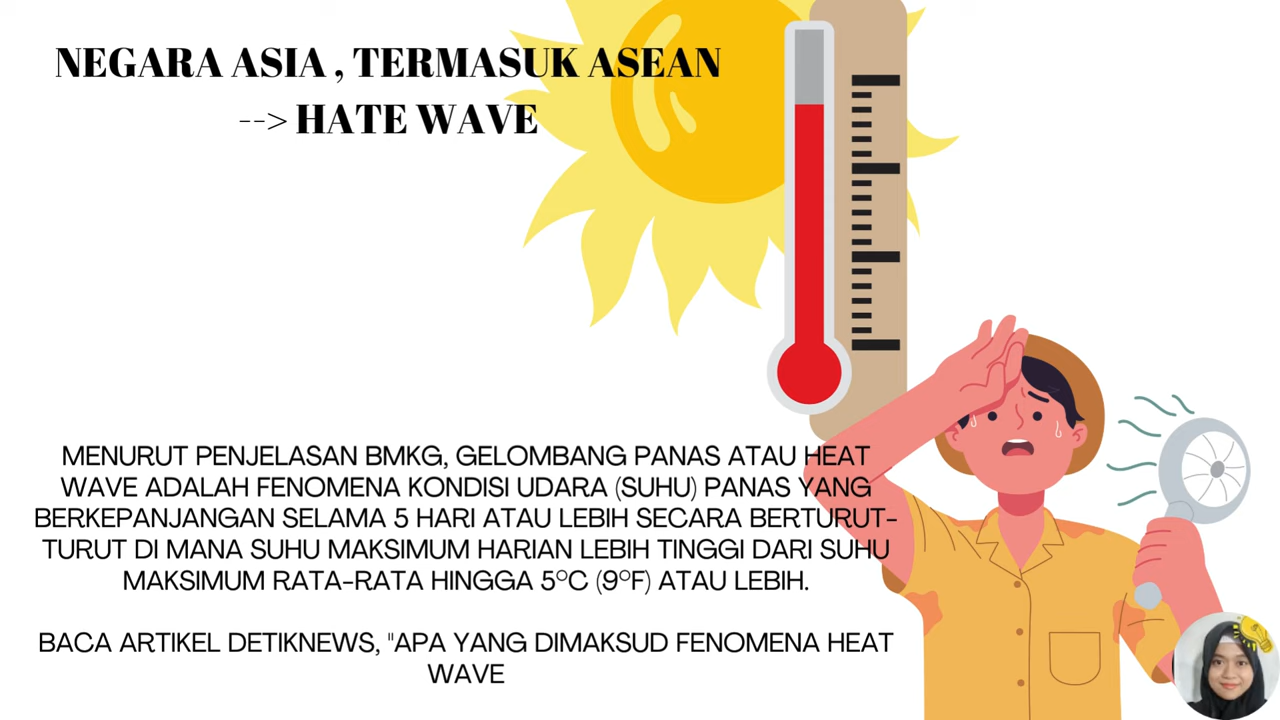 NEGARA ASIA , TERMASUK ASEAN
--> HATE WAVE
MENURUT PENJELASAN BMKG, GELOMBANG PANAS ATAU HEAT
WAVE ADALAH FENOMENA KONDISI UDARA (SUHU) PANAS YANG
BERKEPANJANGAN SELAMA 5 HARI ATAU LEBIH SECARA BERTURUT-
TURUT DI MANA SUHU MAKSIMUM HARIAN LEBIH TINGGI DARI SUHU
MAKSIMUM RATA-RATA HINGGA 5°C (9°F) ATAU LEBIH.
BACA ARTIKEL DETIKNEWS, "APA YANG DIMAKSUD FENOMENA HEAT
WAVE